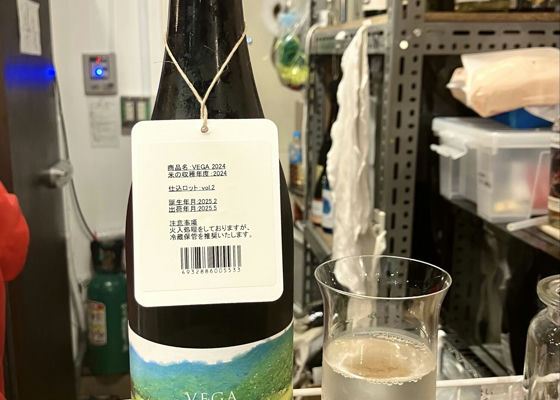 商品名:VEGA 2024
米の収穫年度:2024
仕込ロット:vol.2
誕生年月:2025.2
出荷年月:2025.5
注意事項
火入処理をしておりますが、
冷蔵保管を推奨いたします。
4932886005533
VEGA